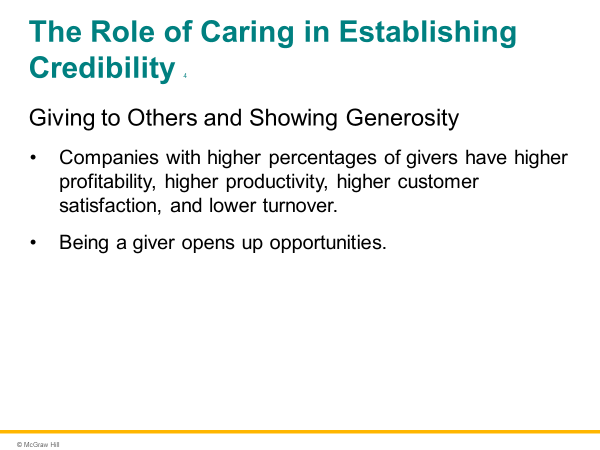 The Role of Caring in Establishing
Credibility 4
Giving to Others and Showing Generosity
• Companies with higher percentages of givers have higher
profitability, higher productivity, higher customer
satisfaction, and lower turnover.
• Being a giver opens up opportunities.
© McGraw Hill